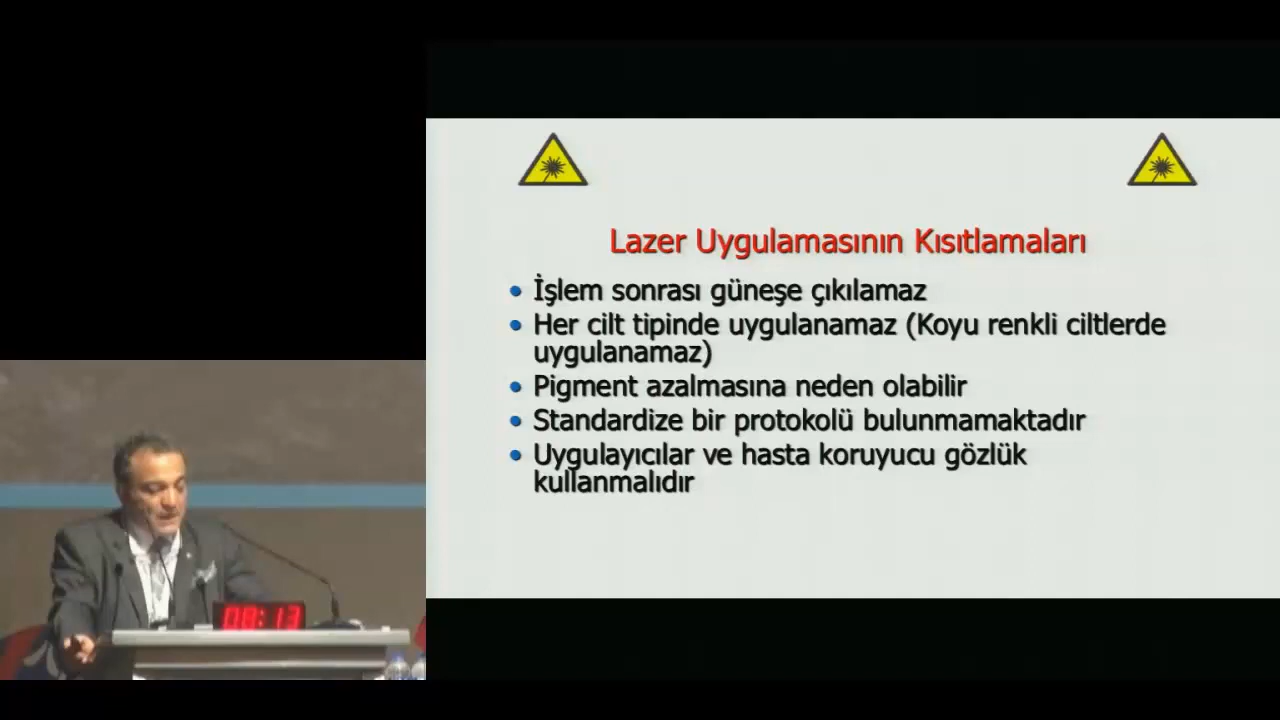 Lazer Uygulamasının Kısıtlamaları
• İşlem sonrası güneşe çıkılamaz
• Her cilt tipinde uygulanamaz (Koyu renkli ciltlerde
uygulanamaz)
• Pigment azalmasına neden olabilir
• Standardize bir protokolü bulunmamaktadır
• Uygulayıcılar ve hasta koruyucu gözlük
kullanmalıdır
08:13